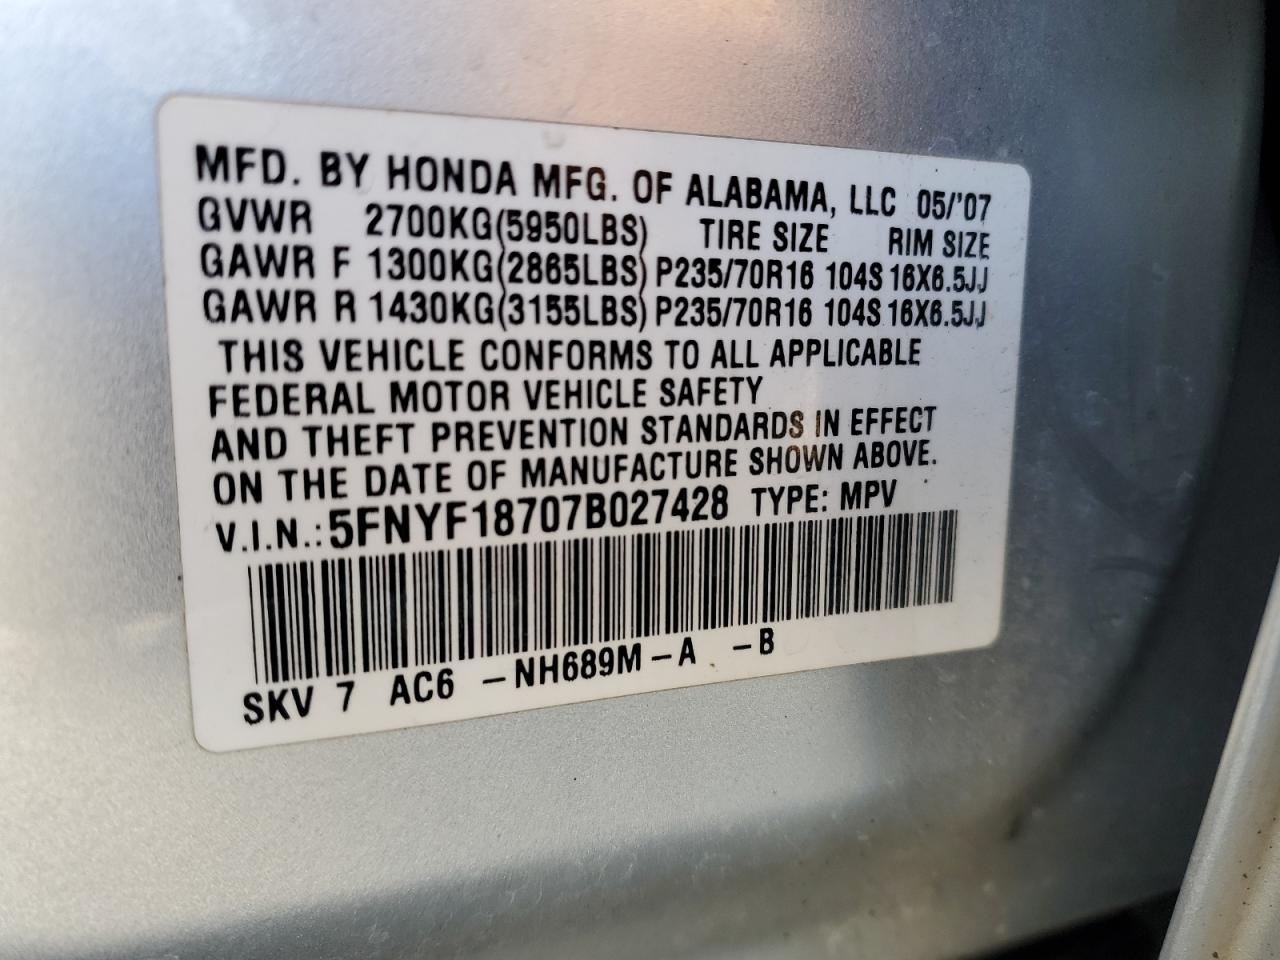 MFD. BY HONDA MFG. OF ALABAMA, LLC 05/'07
GVWR 2700KG(5950LBS) TIRE SIZE RIM SIZE
GAWR F 1300KG(2865LBS) P235/70R16 104S 16X6.5JJ
GAWR R 1430KG(3155LBS) P235/70R16 104S 16X6.5JJ
THIS VEHICLE CONFORMS TO ALL APPLICABLE
FEDERAL MOTOR VEHICLE SAFETY
AND THEFT PREVENTION STANDARDS IN EFFECT
ON THE DATE OF MANUFACTURE SHOWN ABOVE.
V.I.N.: 5FNYF18707B027428 TYPE: MPV
SKV 7 AC6 -NH689M-A -B